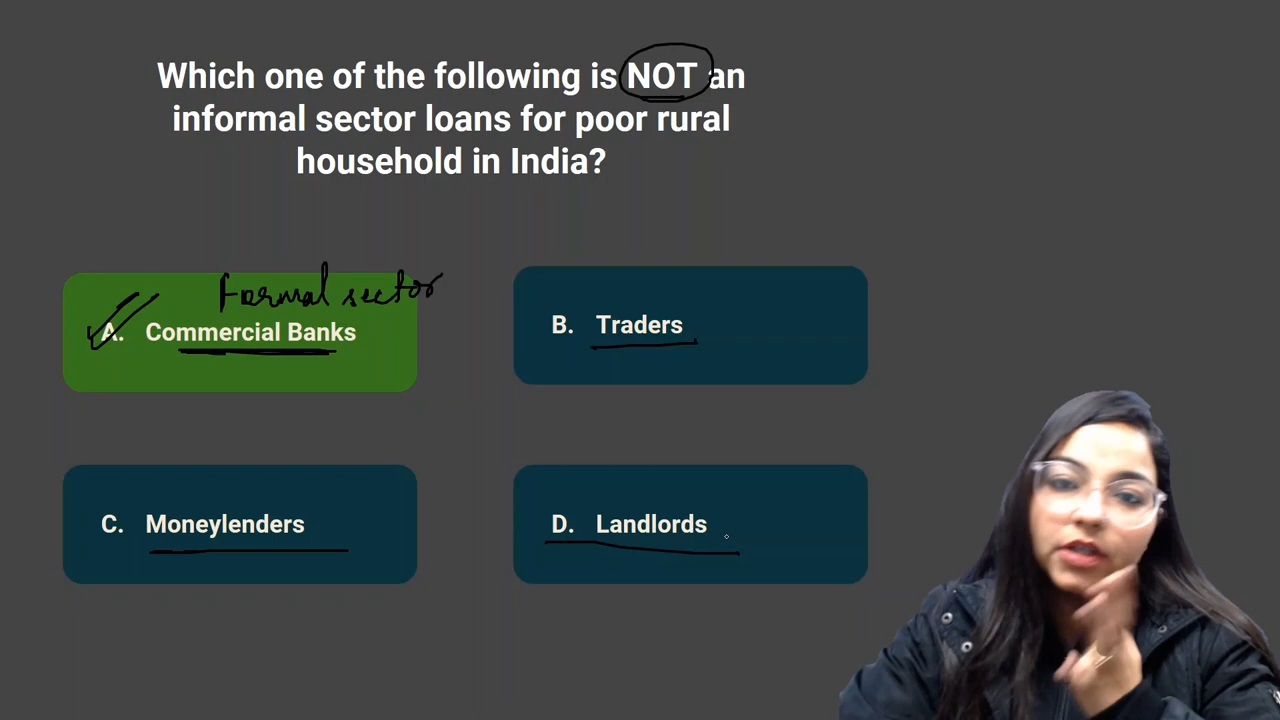 Which one of the following is NOT an
informal sector loans for poor rural
household in India?
Formal sector
A. Commercial Banks
B. Traders
C. Moneylenders
D. Landlords